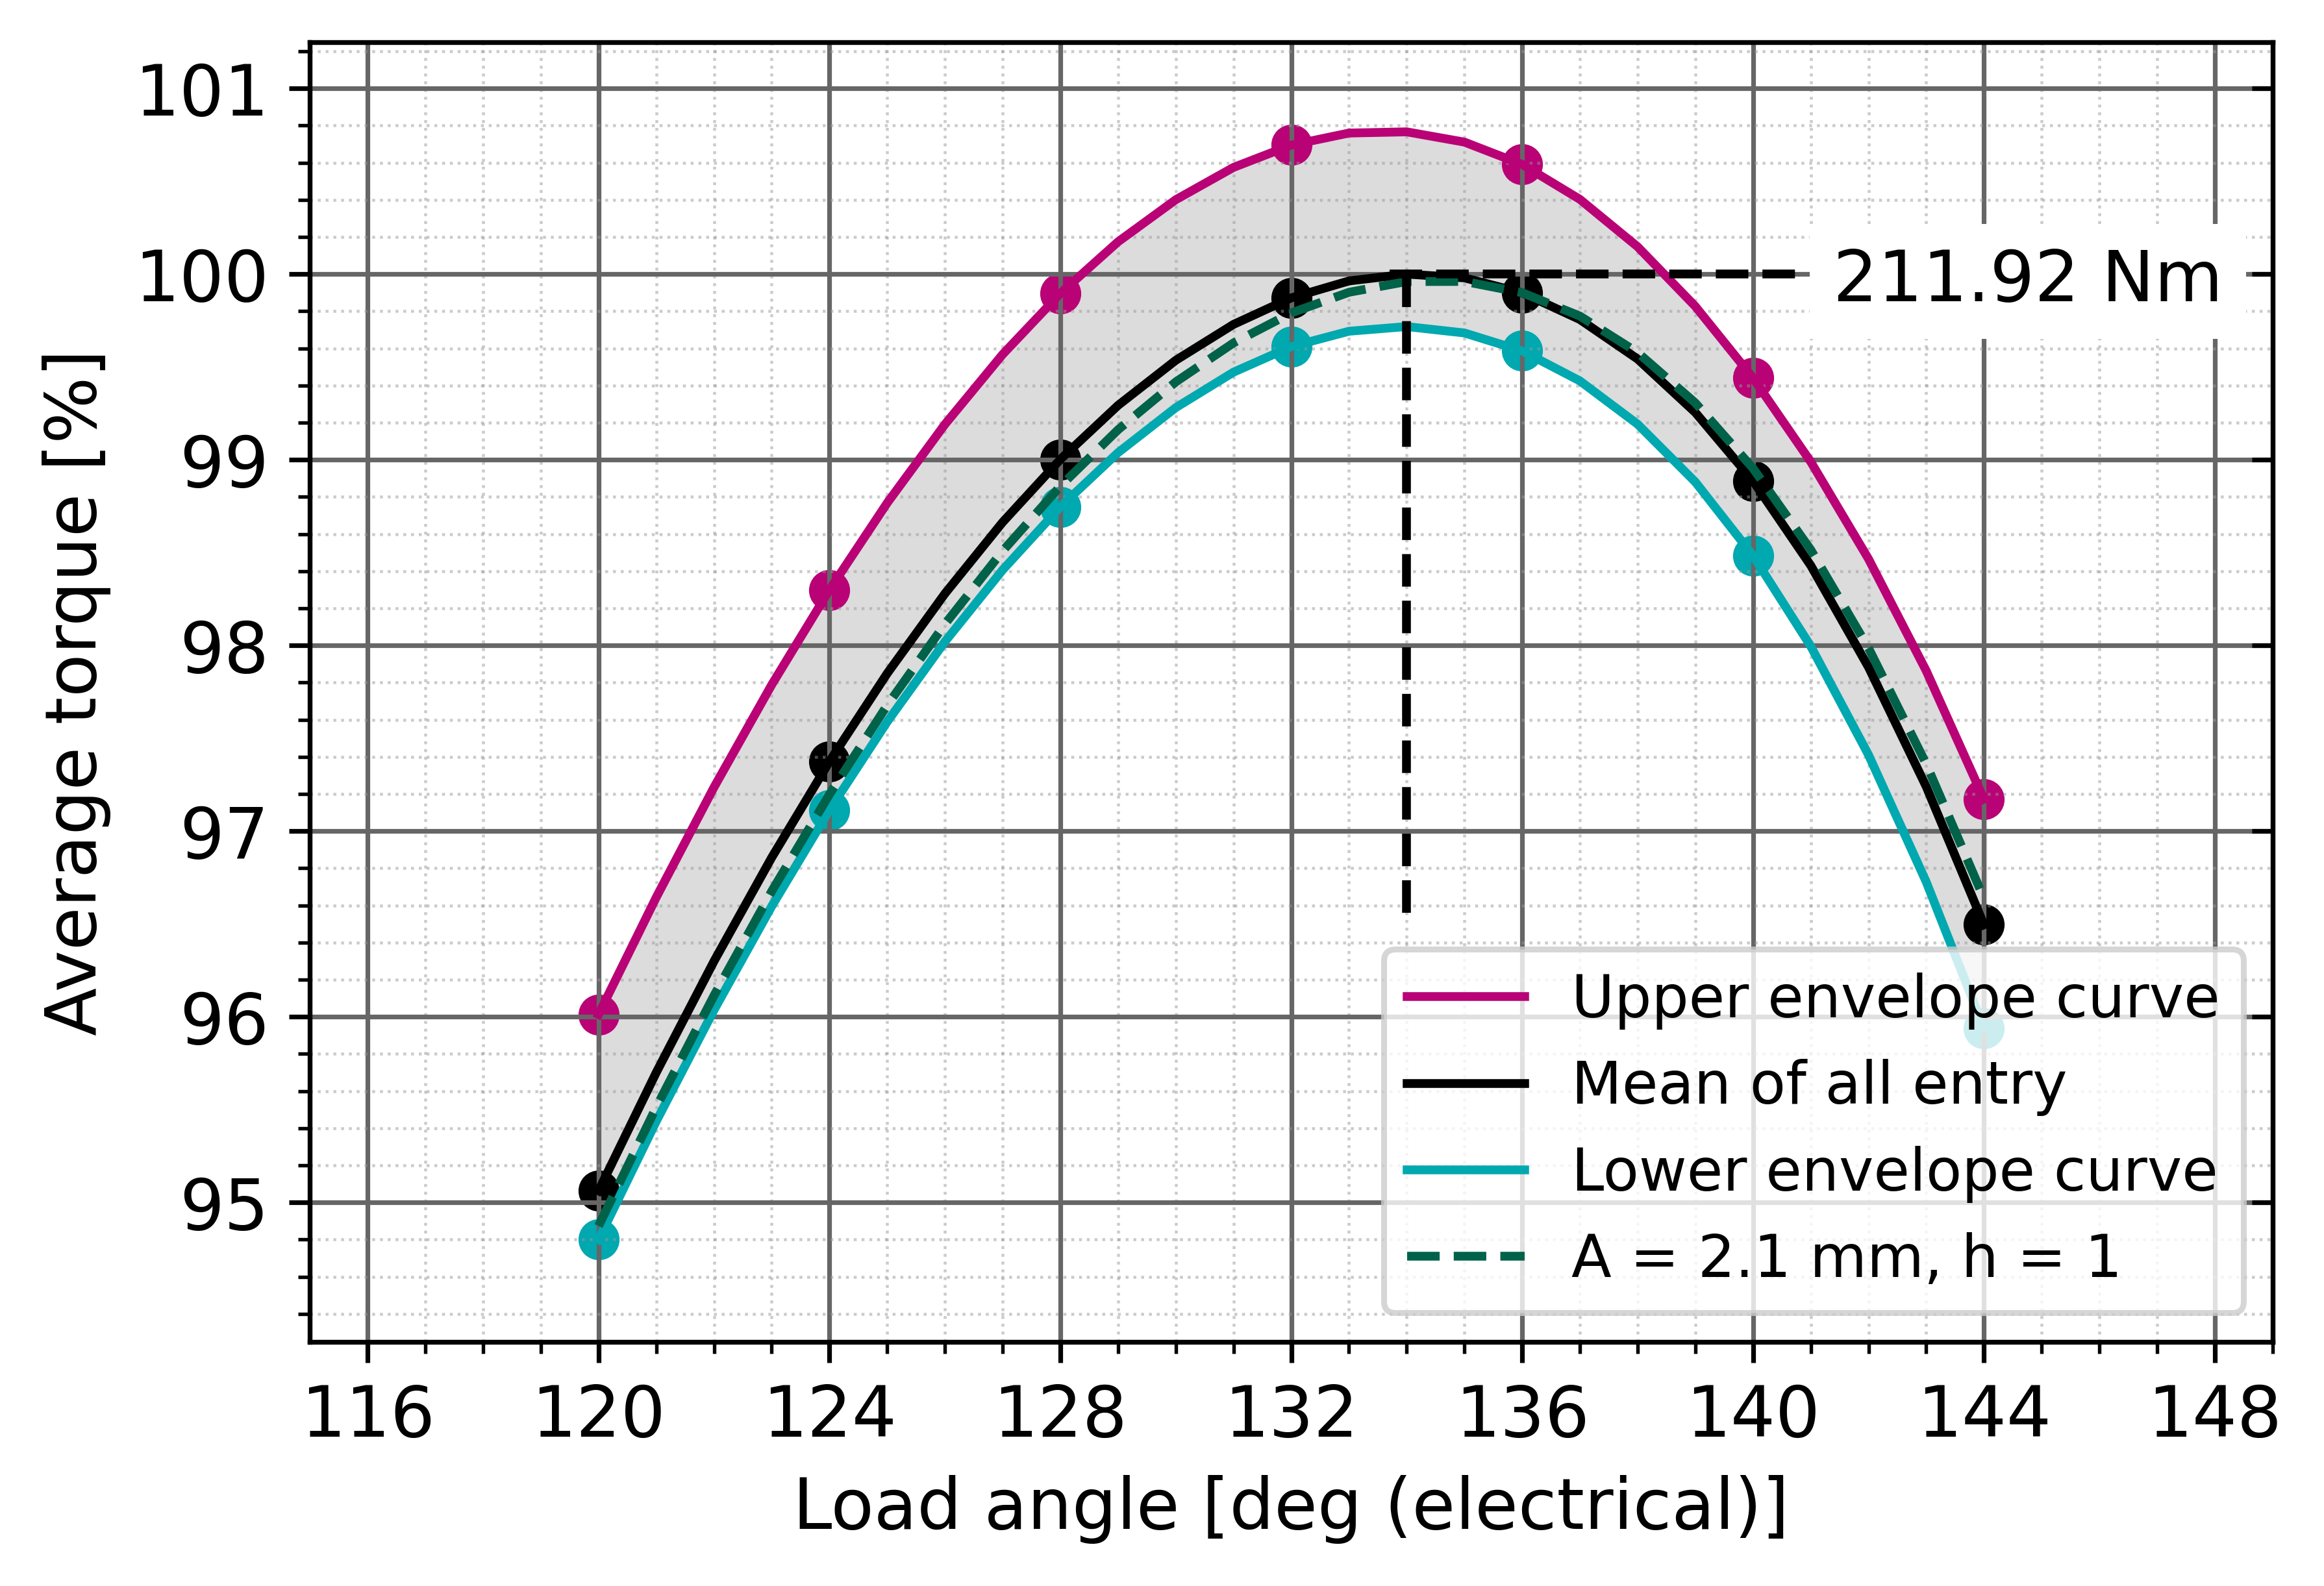 101
100
99
98
97
96
95
Average torque [%]
211.92 Nm
Upper envelope curve
Mean of all entry
Lower envelope curve
A = 2.1 mm, h = 1
116 120 124 128 132 136 140 144 148
Load angle [deg (electrical)]